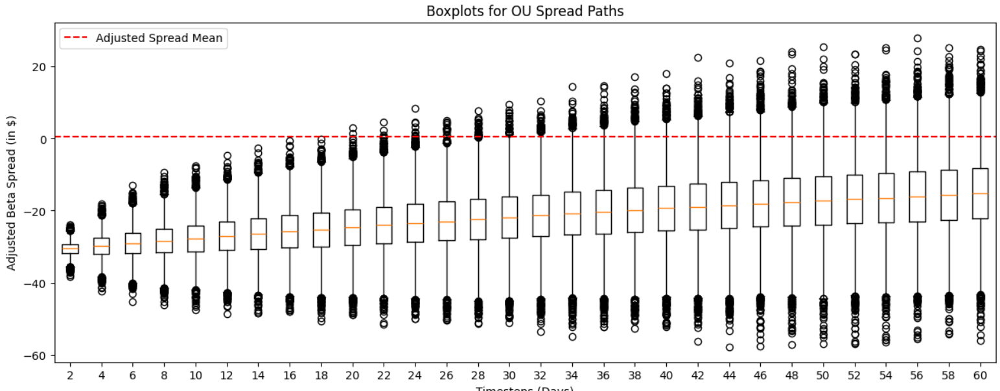 Boxplots for OU Spread Paths
Adjusted Spread Mean
Adjusted Beta Spread (in $)
20
0
−20
−40
−60
2 4 6 8 10 12 14 16 18 20 22 24 26 28 30 32 34 36 38 40 42 44 46 48 50 52 54 56 58 60
Timesteps (Days)